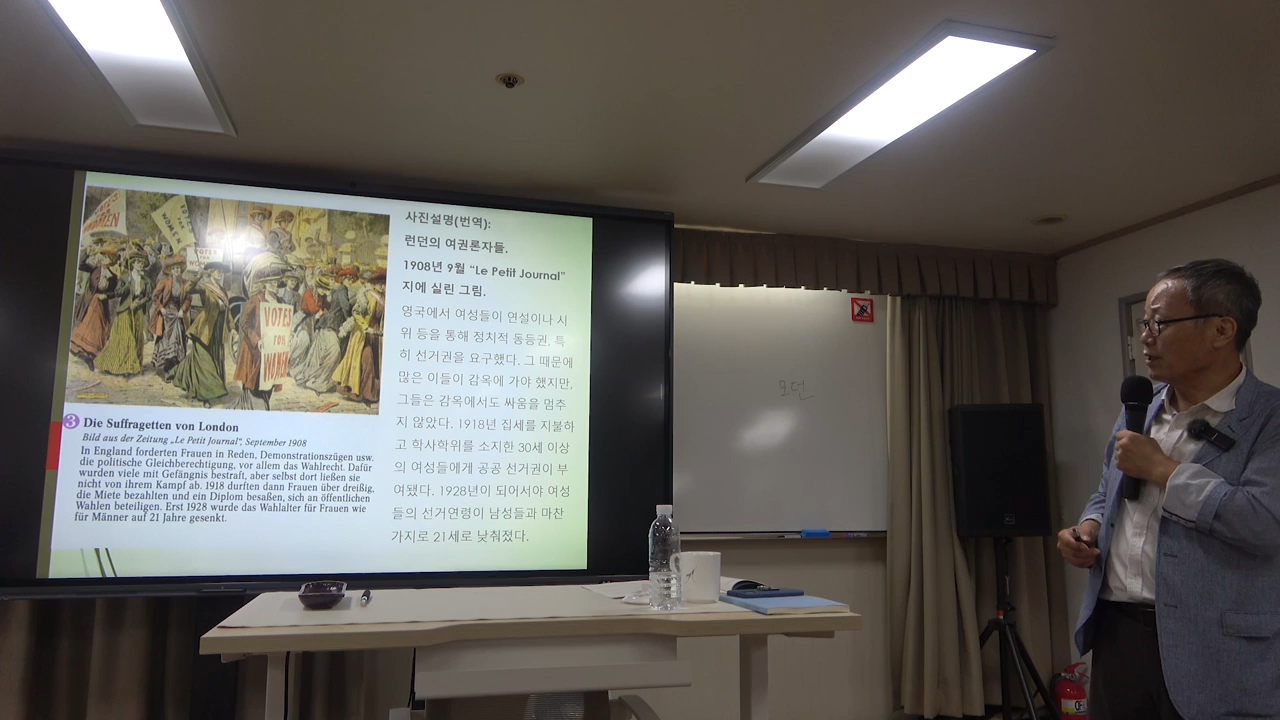 VOTES
WOMEN
WOMEN
VOTES
VOTES
FOR
WOMEN
사진설명(번역):
런던의 여권론자들.
1908년 9월 “Le Petit Journal”
지에 실린 그림.
영국에서 여성들이 연설이나 시
위 등을 통해 정치적 동등권, 특
히 선거권을 요구했다. 그 때문에
많은 이들이 감옥에 가야 했지만,
그들은 감옥에서도 싸움을 멈추
지 않았다. 1918년 집세를 지불하
고 학사학위를 소지한 30세 이상
의 여성들에게 공공 선거권이 부
여됐다. 1928년이 되어서야 여성
들의 선거연령이 남성들과 마찬
가지로 21세로 낮춰졌다.
3 Die Suffragetten von London
Bild aus der Zeitung „Le Petit Journal“, September 1908
In England forderten Frauen in Reden, Demonstrationszügen usw.
die politische Gleichberechtigung, vor allem das Wahlrecht. Dafür
wurden viele mit Gefängnis bestraft, aber selbst dort ließen sie
nicht von ihrem Kampf ab. 1918 durften dann Frauen über dreißig,
die Miete bezahlten und ein Diplom besaßen, sich an öffentlichen
Wahlen beteiligen. Erst 1928 wurde das Wahlalter für Frauen wie
für Männer auf 21 Jahre gesenkt.
모던